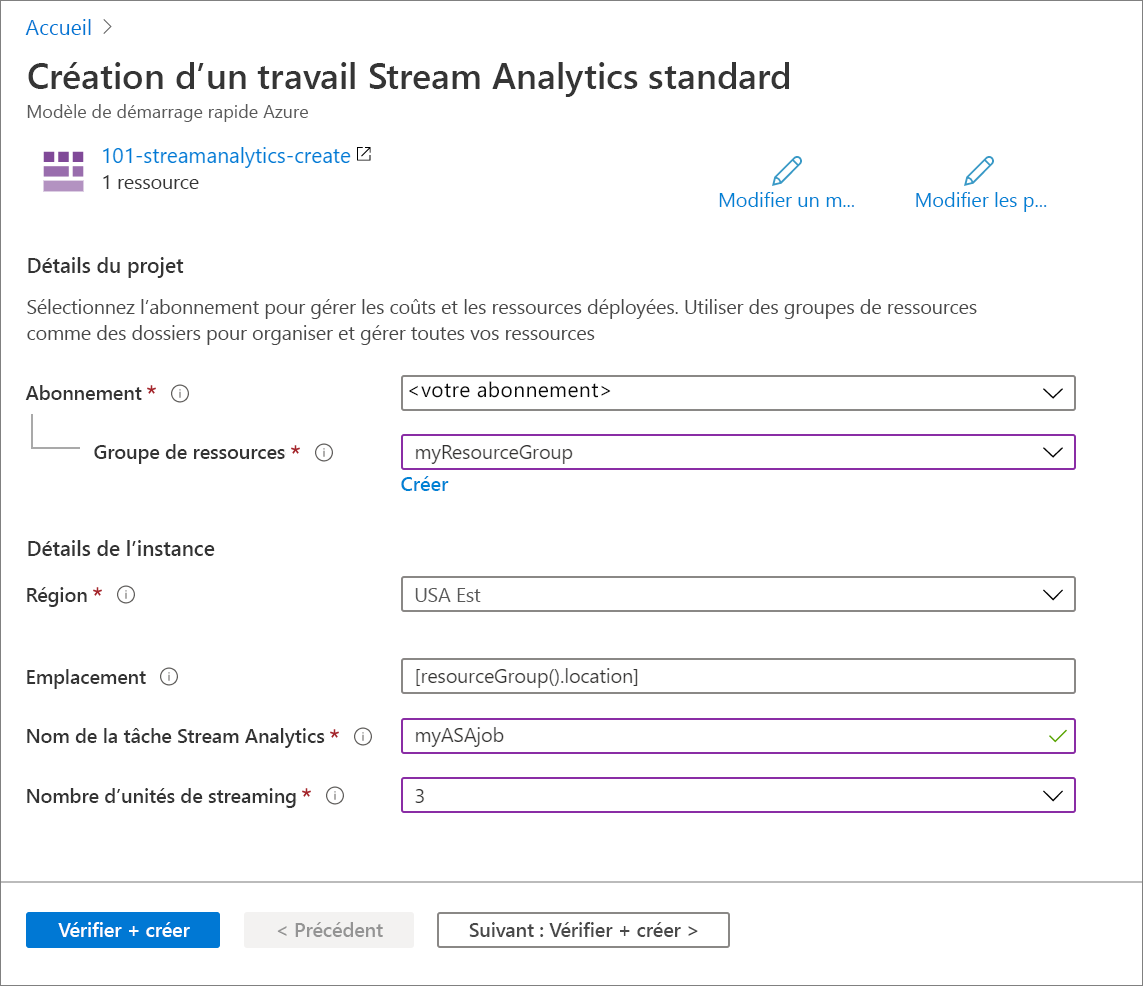 Accueil >
Création d’un travail Stream Analytics standard
Modèle de démarrage rapide Azure
101-streamanalytics-create
1 ressource
Modifier un m...
Modifier les p...
Détails du projet
Sélectionnez l’abonnement pour gérer les coûts et les ressources déployées. Utiliser des groupes de ressources
comme des dossiers pour organiser et gérer toutes vos ressources
Abonnement *
<votre abonnement>
Groupe de ressources *
myResourceGroup
Créer
Détails de l’instance
Région *
USA Est
Emplacement
[resourceGroup().location]
Nom de la tâche Stream Analytics *
myASAjob
Nombre d’unités de streaming *
3
Vérifier + créer
< Précédent
Suivant : Vérifier + créer >